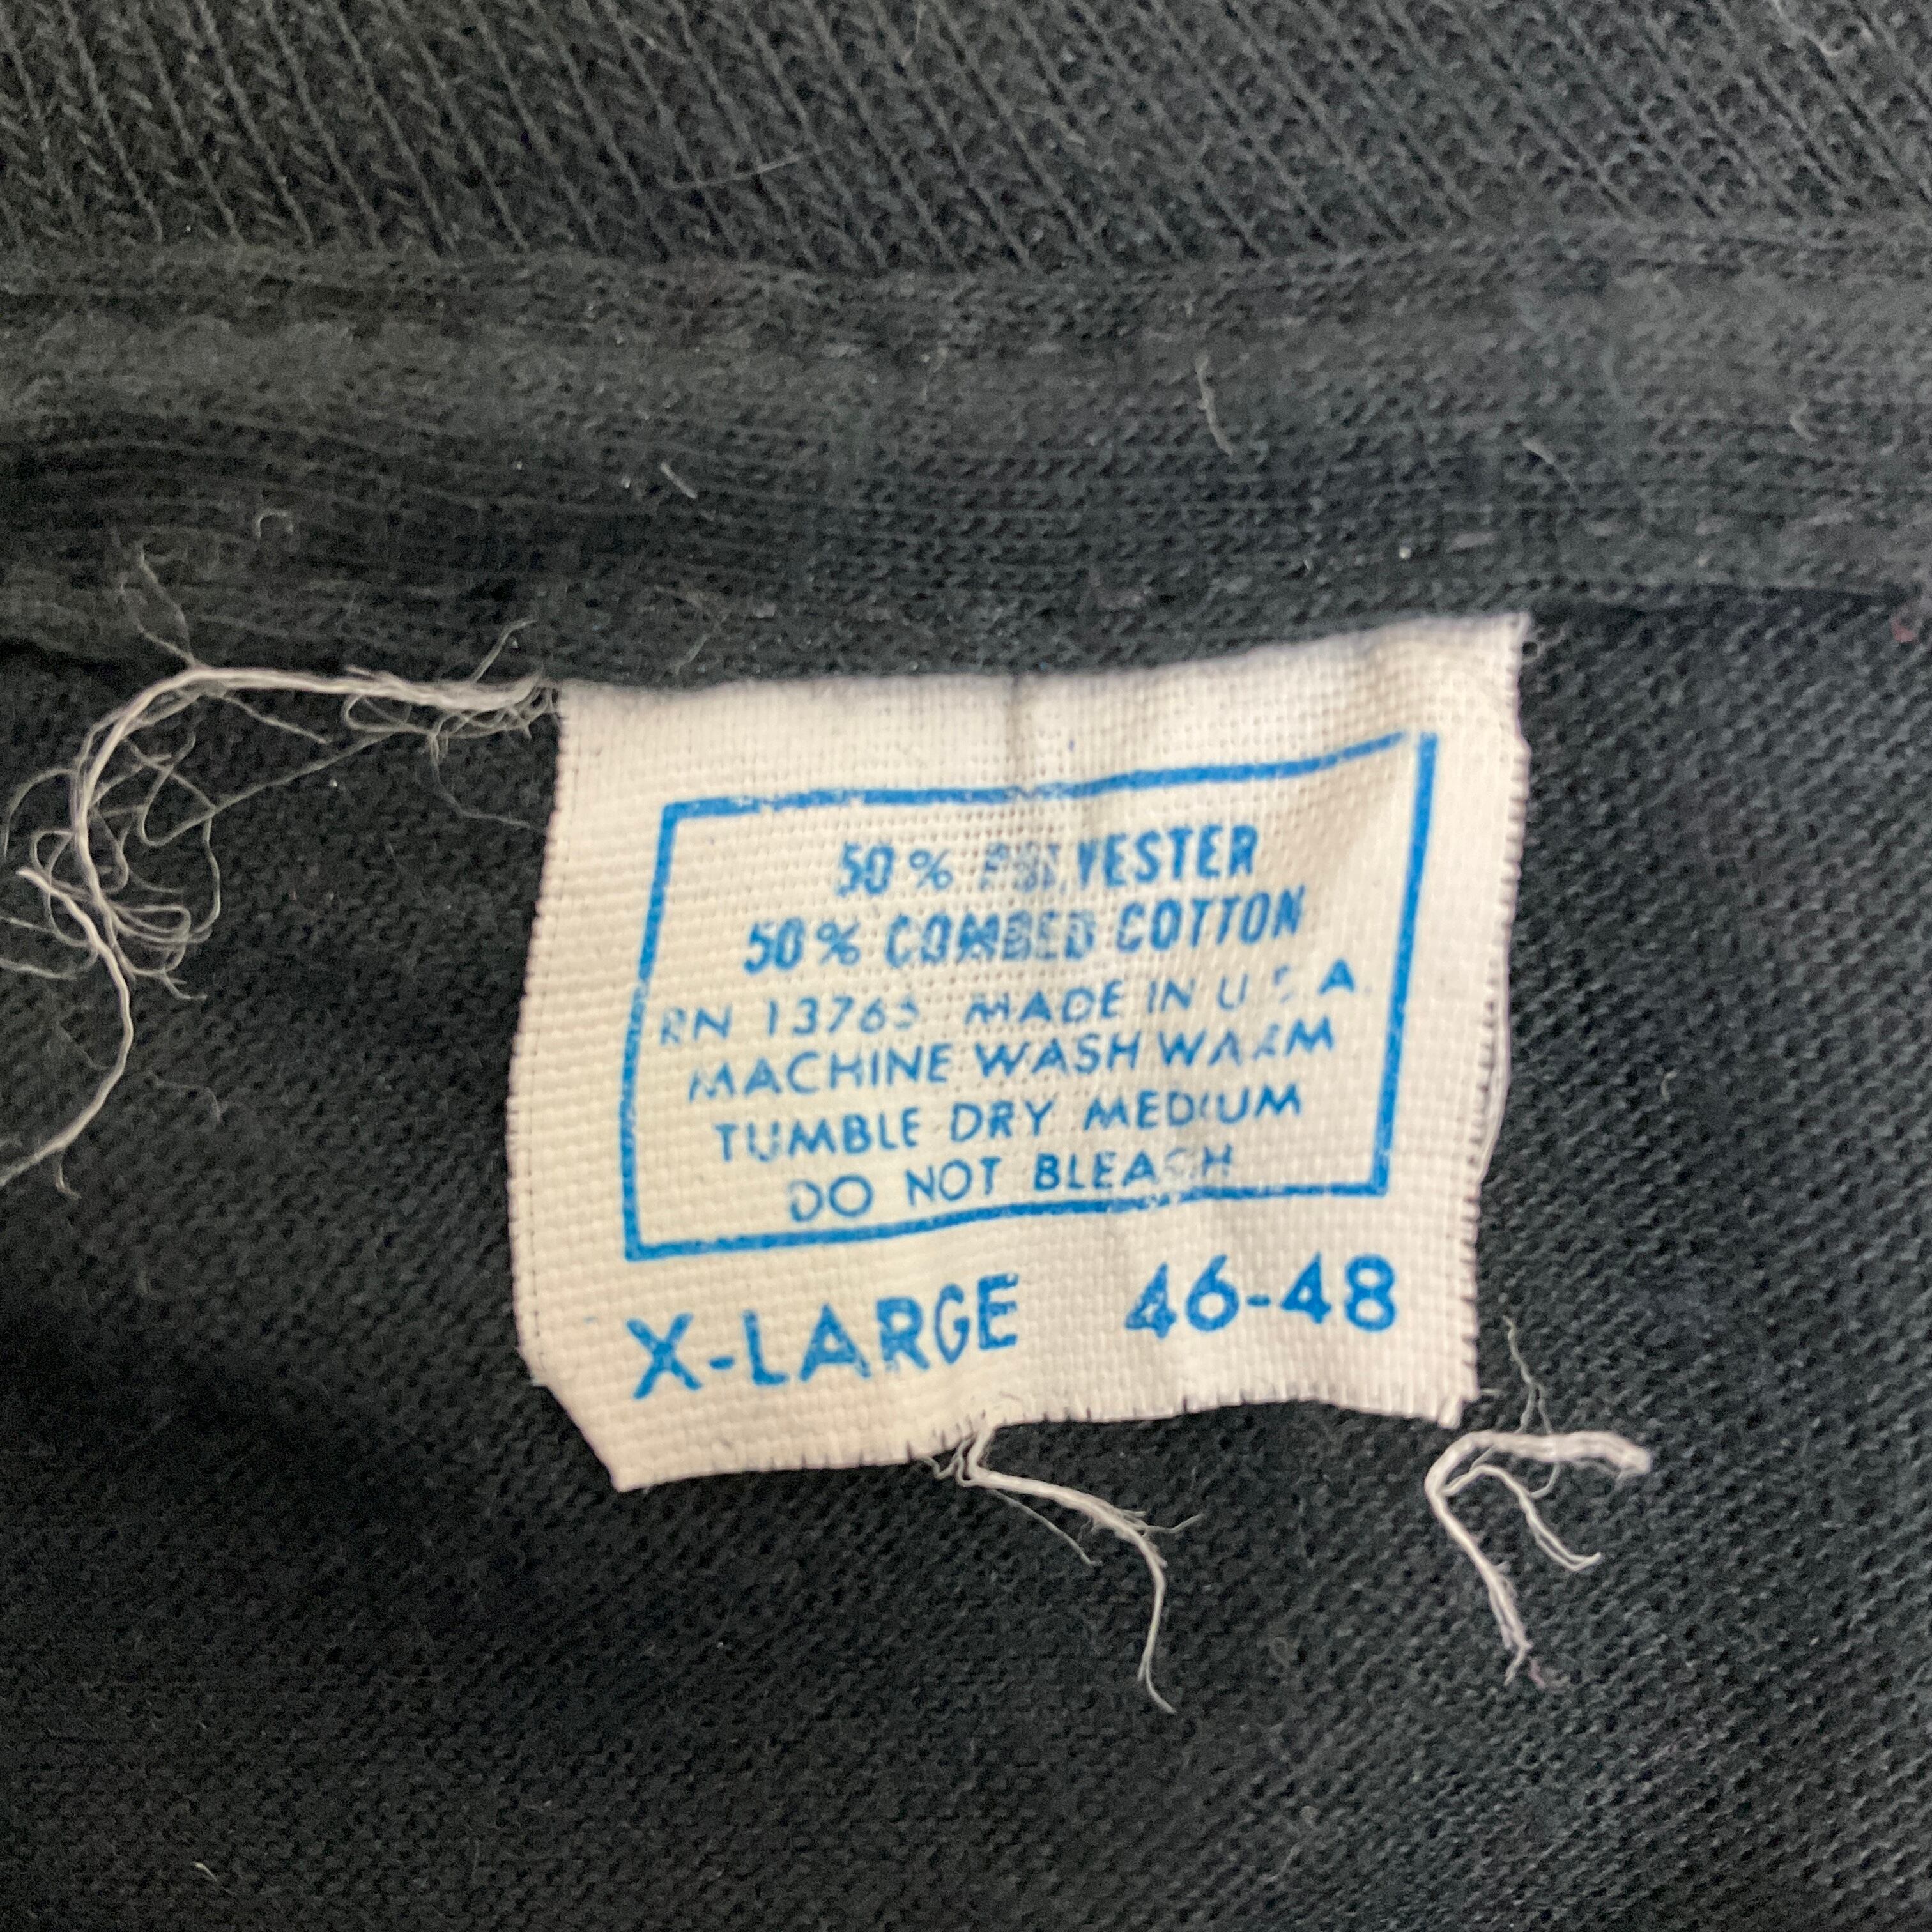 50% POLYESTER
50% COMBED COTTON
RN 13765 MADE IN U.S.A.
MACHINE WASH WARM
TUMBLE DRY MEDIUM
DO NOT BLEACH
X-LARGE 46-48